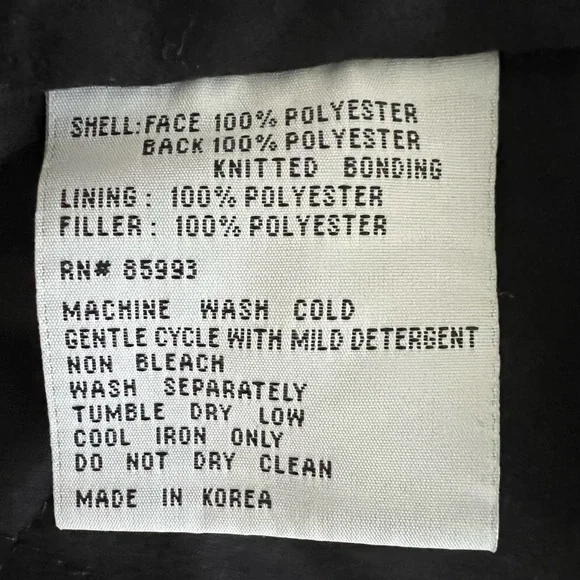 SHELL: FACE 100% POLYESTER
BACK 100% POLYESTER
KNITTED BONDING
LINING : 100% POLYESTER
FILLER : 100% POLYESTER
RN# 85993
MACHINE WASH COLD
GENTLE CYCLE WITH MILD DETERGENT
NON BLEACH
WASH SEPARATELY
TUMBLE DRY LOW
COOL IRON ONLY
DO NOT DRY CLEAN
MADE IN KOREA